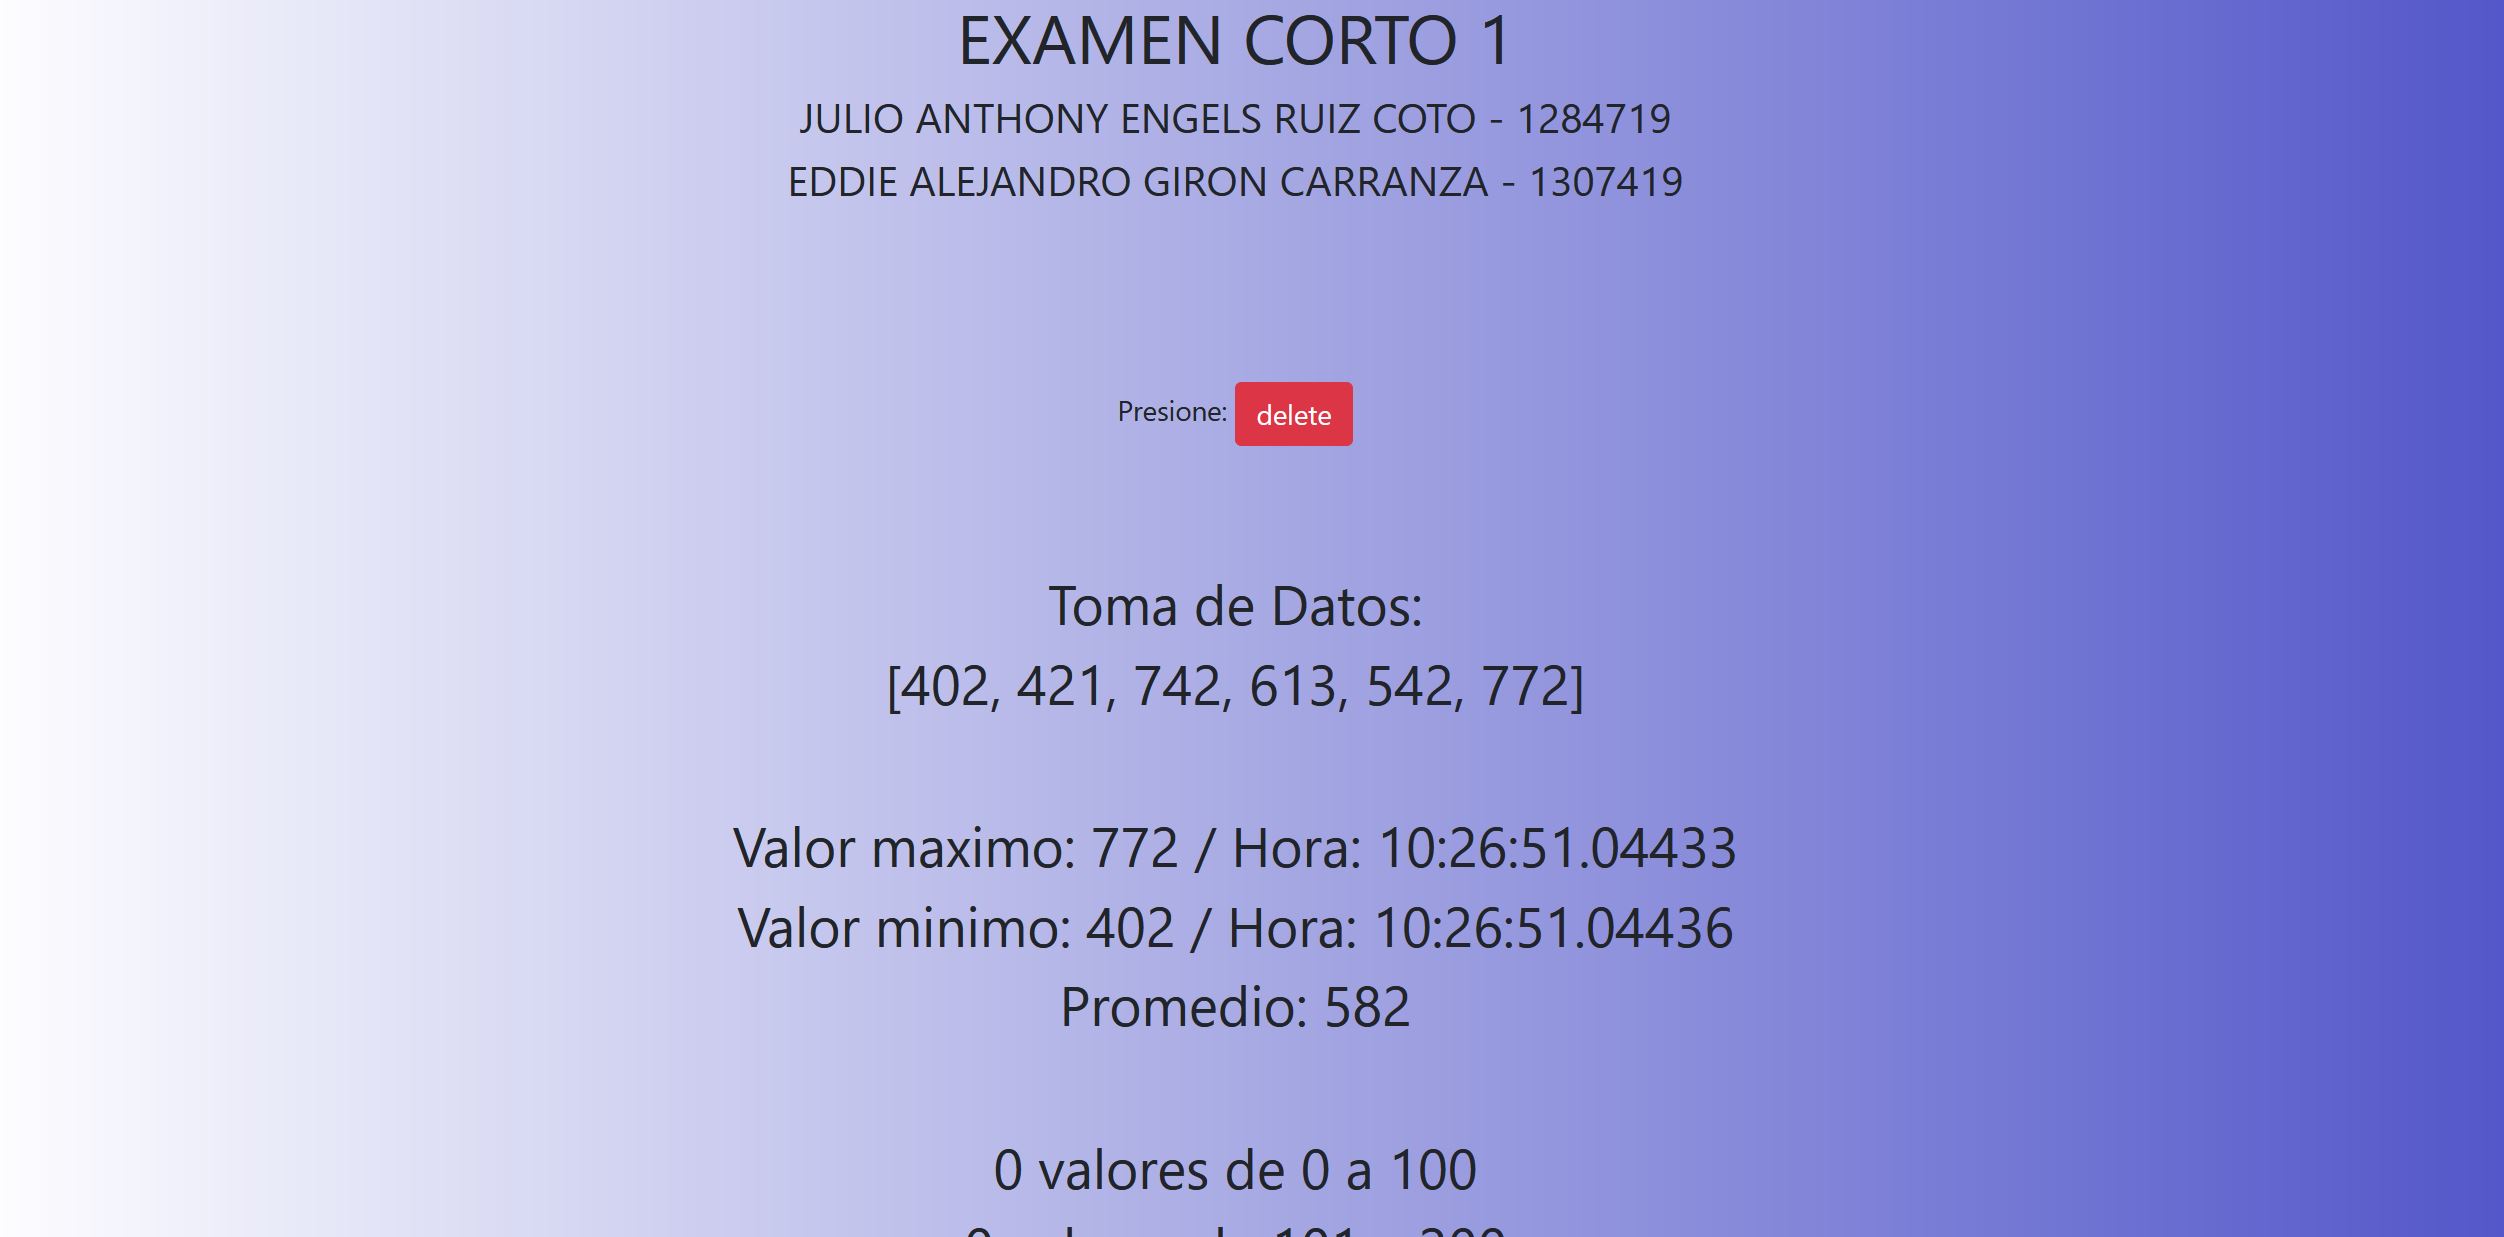 EXAMEN CORTO 1
JULIO ANTHONY ENGELS RUIZ COTO - 1284719
EDDIE ALEJANDRO GIRON CARRANZA - 1307419
Presione: delete
Toma de Datos:
[402, 421, 742, 613, 542, 772]
Valor maximo: 772 / Hora: 10:26:51.04433
Valor minimo: 402 / Hora: 10:26:51.04436
Promedio: 582
0 valores de 0 a 100